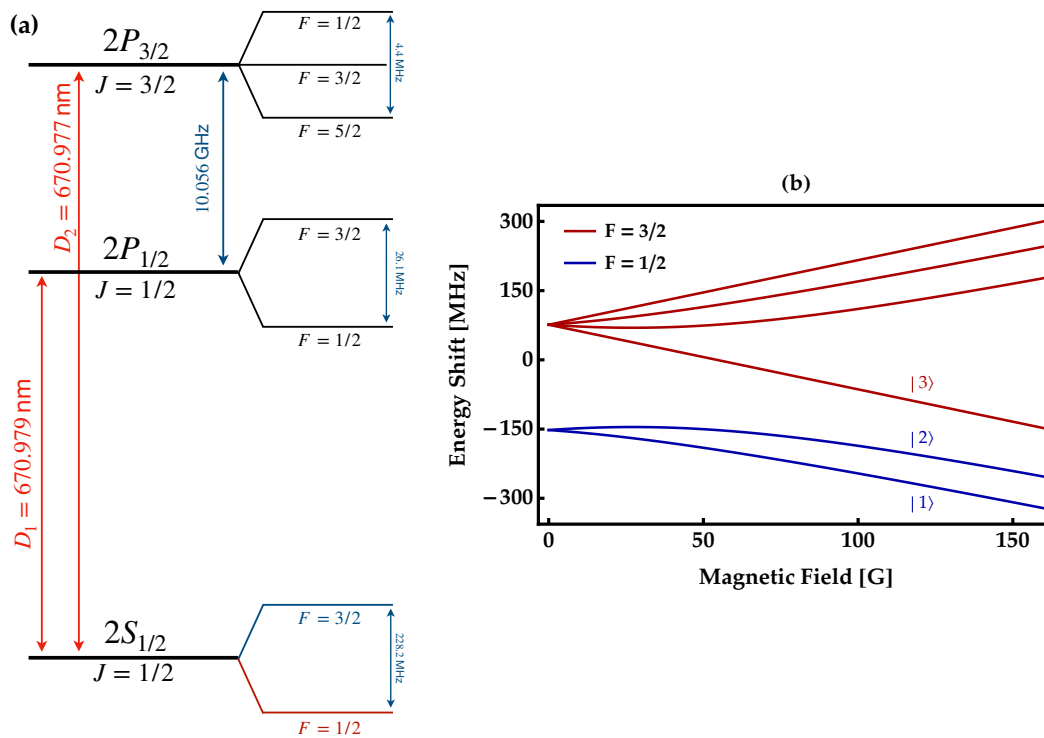 (a)
F = 1/2
2P3/2
J = 3/2
F = 3/2
4.4 MHz
F = 5/2
D2 = 670.977 nm
10.056 GHz
2P1/2
J = 1/2
F = 3/2
26.1 MHz
F = 1/2
D1 = 670.979 nm
2S1/2
J = 1/2
F = 3/2
228.2 MHz
F = 1/2
(b)
F = 3/2
F = 1/2
300
150
0
−150
−300
Energy Shift [MHz]
| 3⟩
| 2⟩
| 1⟩
0
50
100
150
Magnetic Field [G]